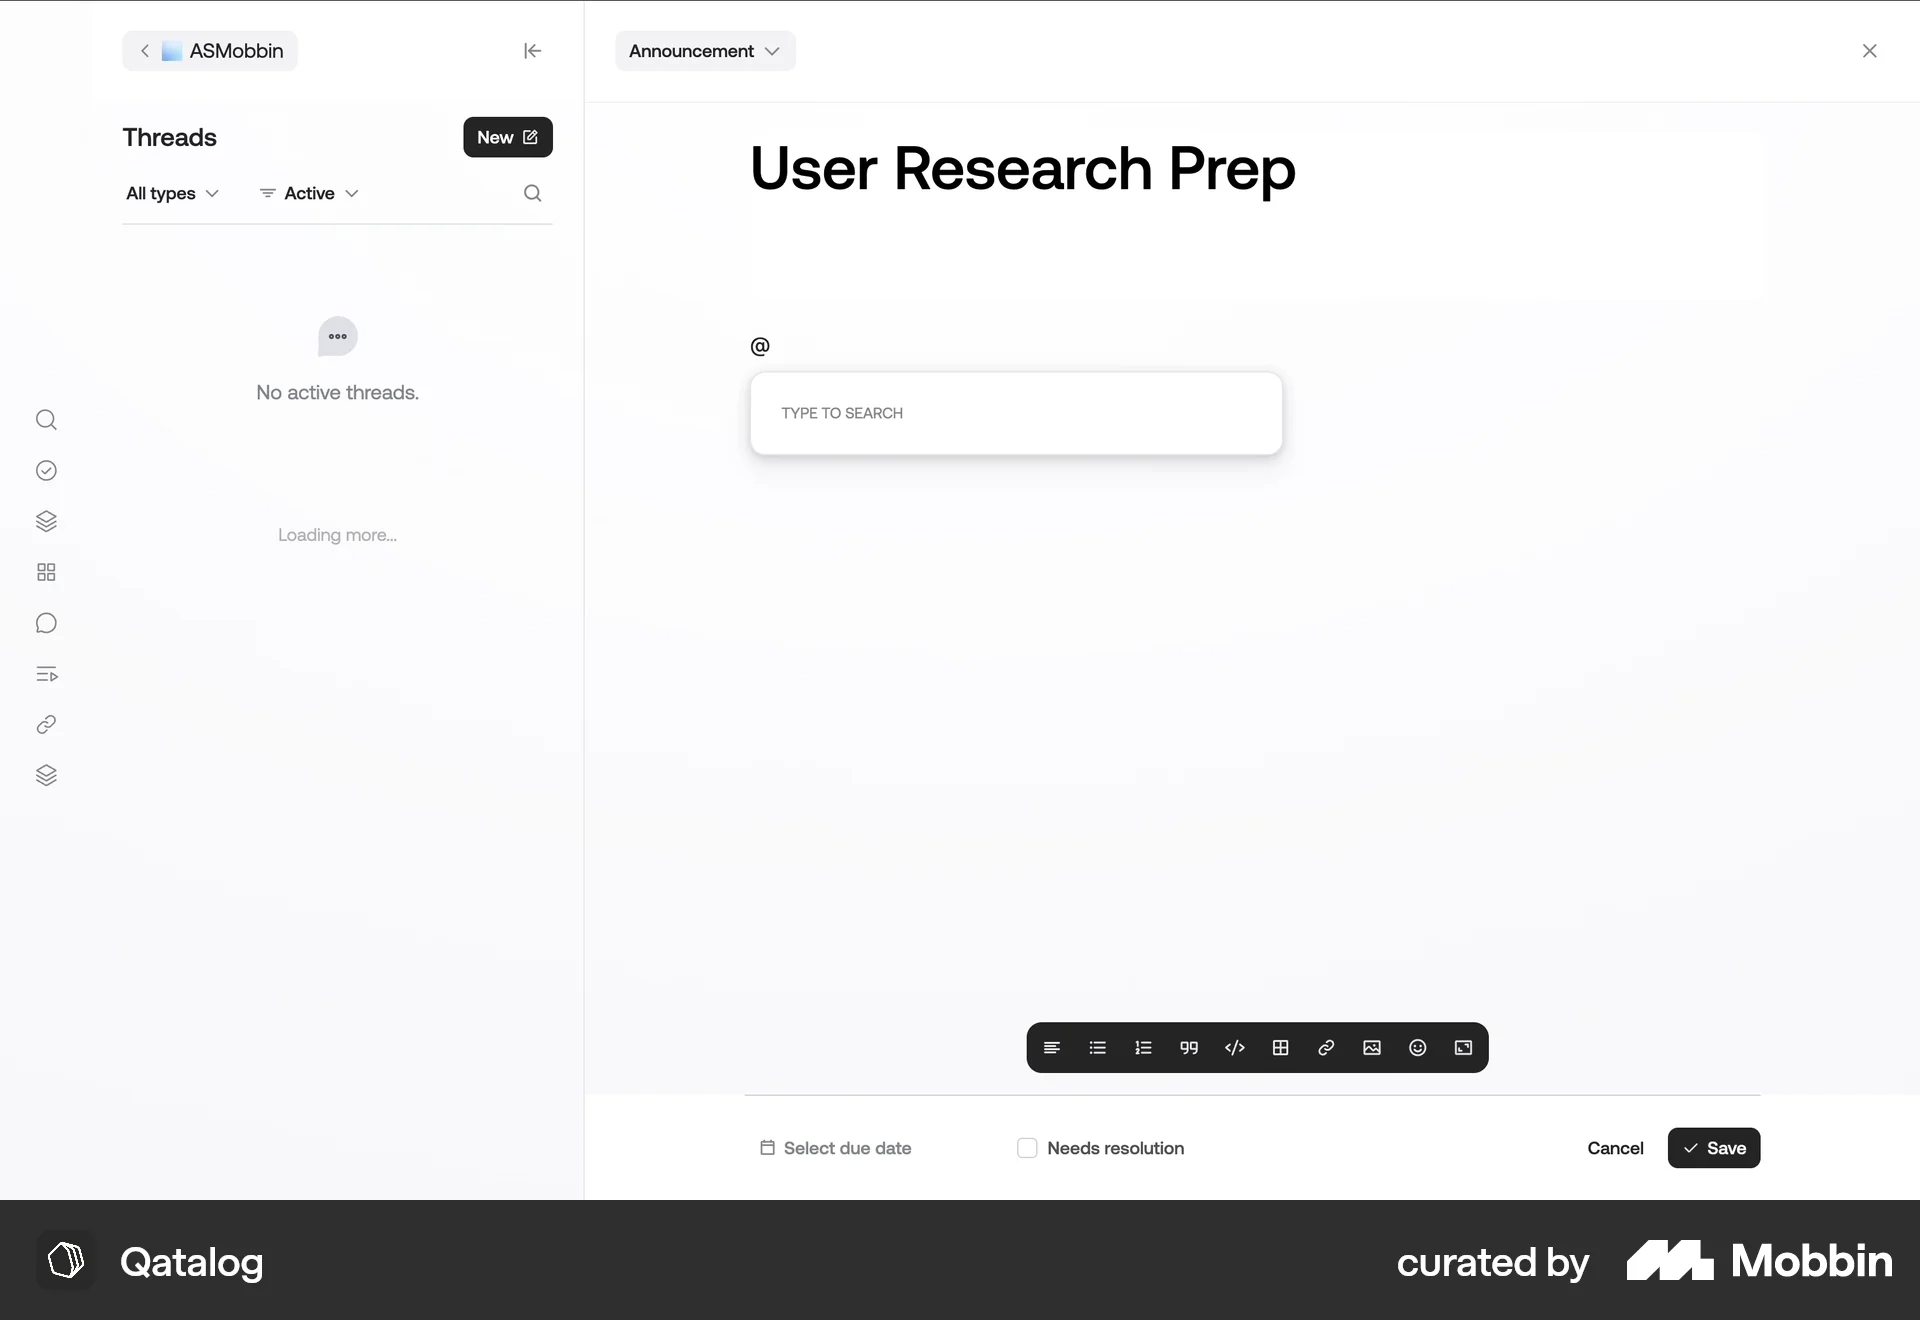 ASMobbin
Announcement
Threads
New
All types
Active
No active threads.
Loading more...
User Research Prep
@
TYPE TO SEARCH
Select due date
Needs resolution
Cancel
Save
Qatalog
curated by
Mobbin